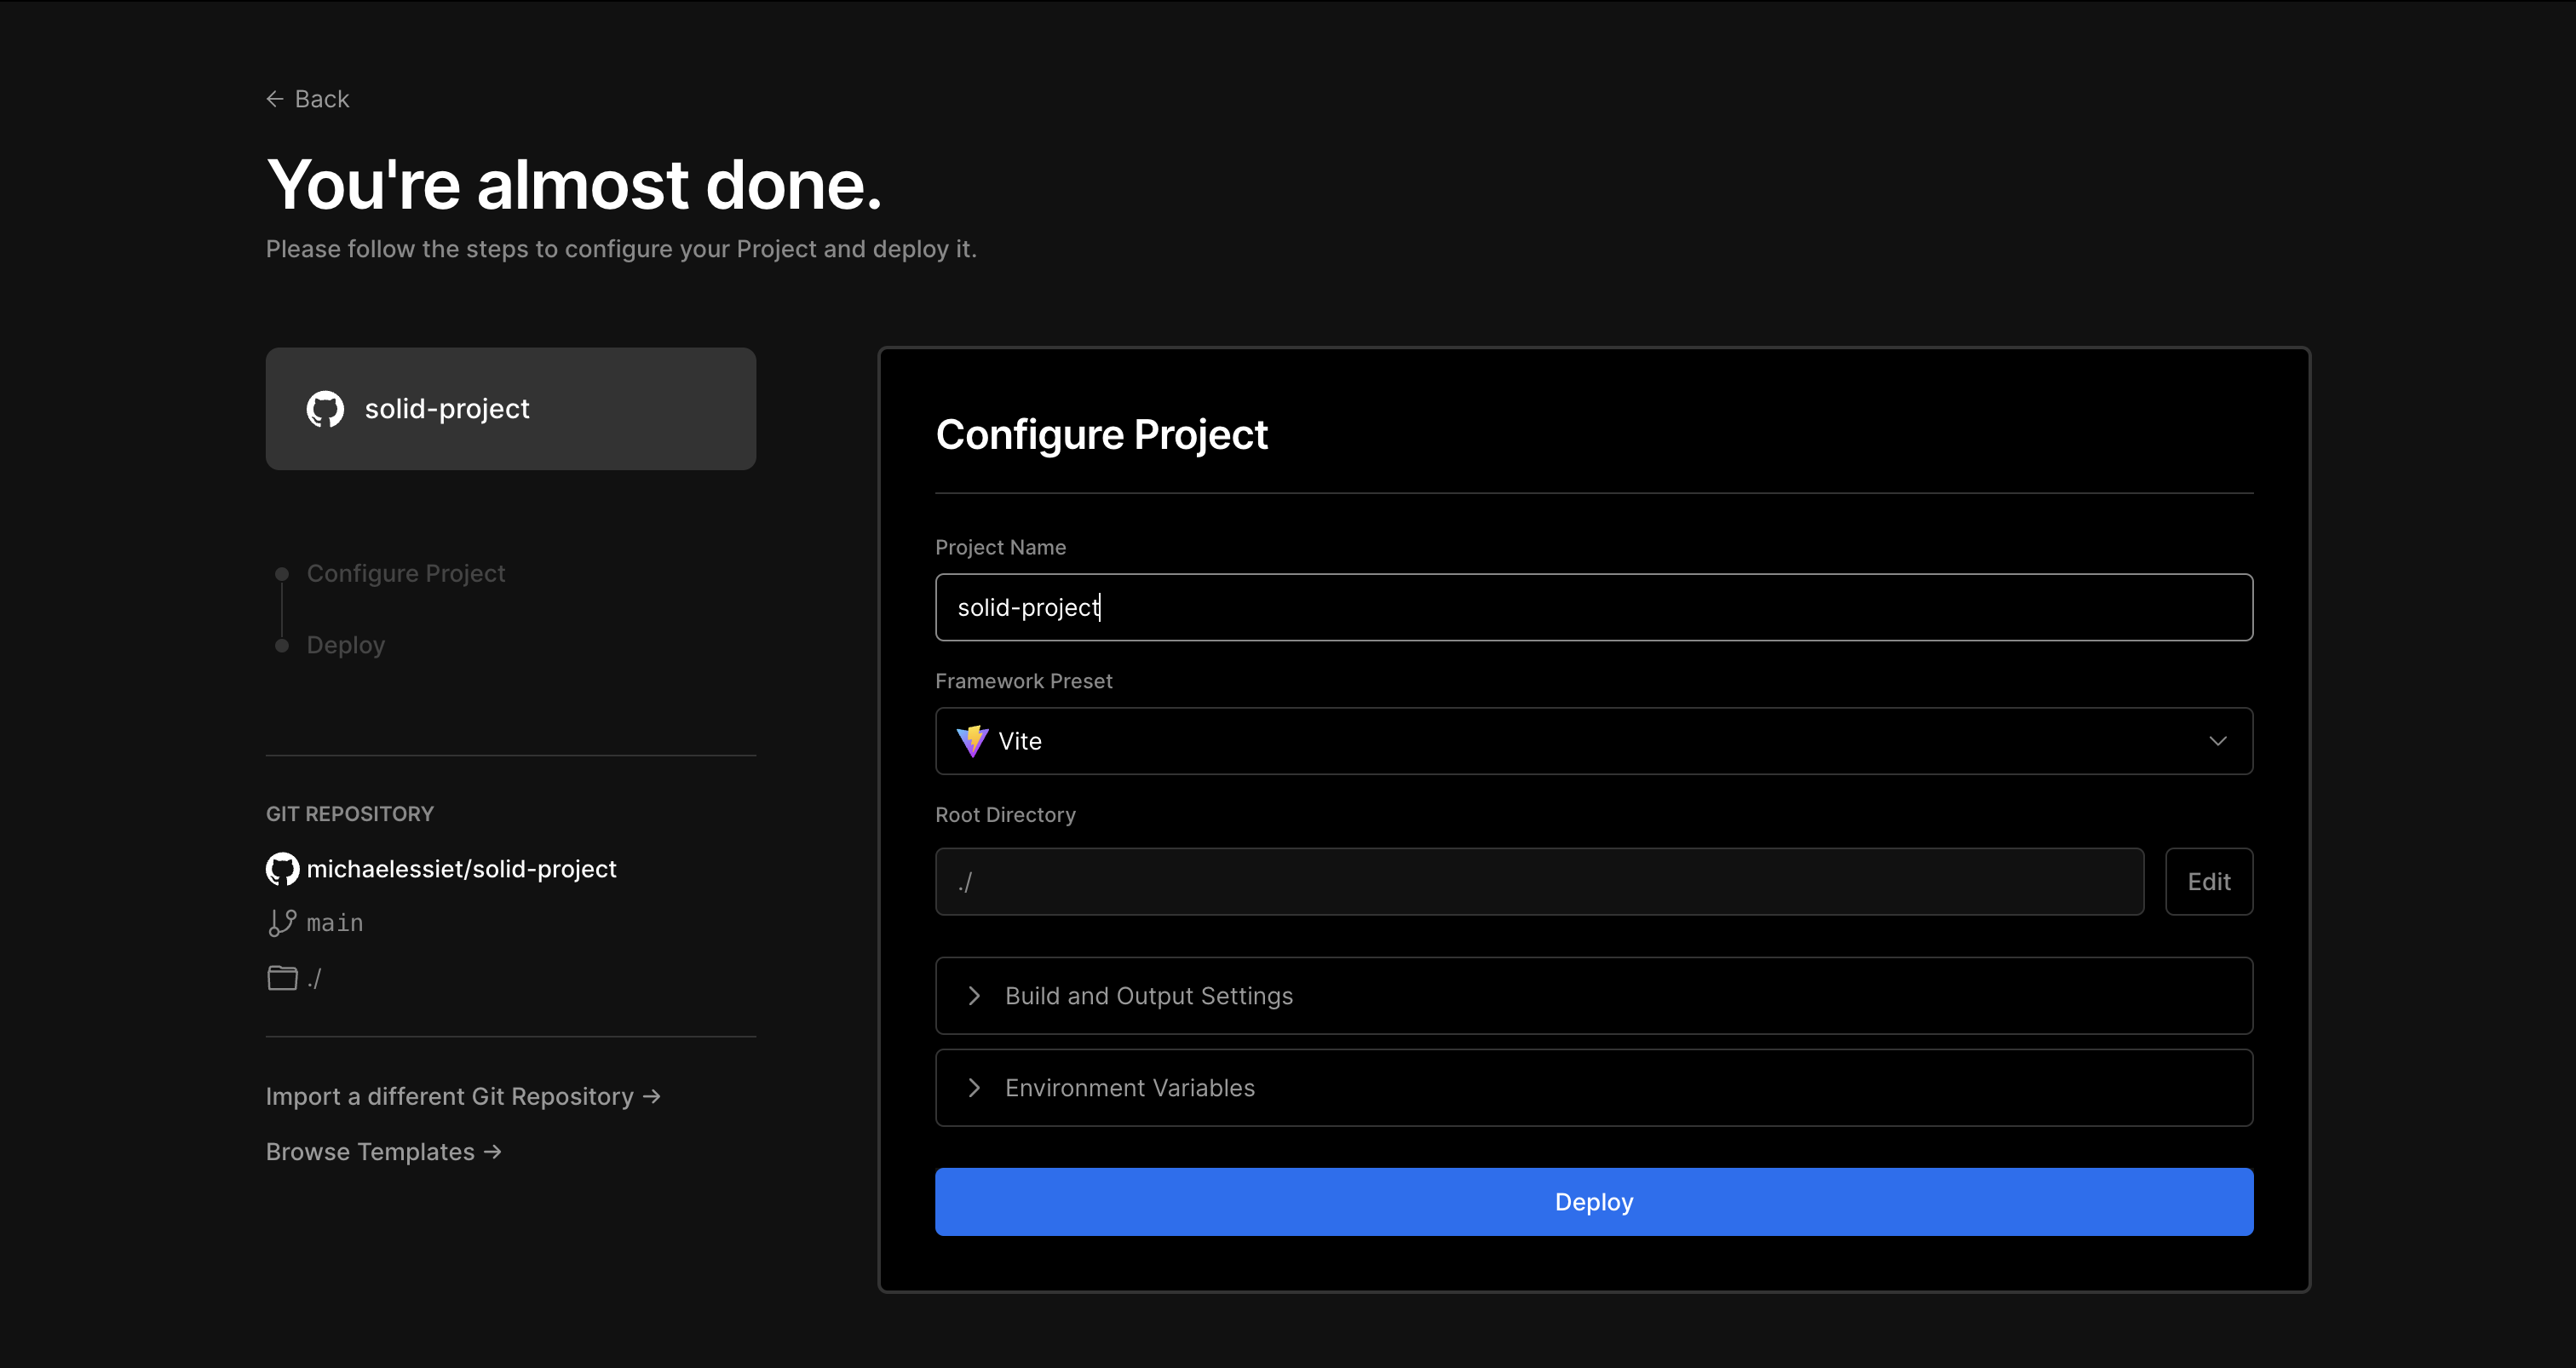 ← Back
You're almost done.
Please follow the steps to configure your Project and deploy it.
solid-project
Configure Project
Deploy
GIT REPOSITORY
michaelessiet/solid-project
main
./
Import a different Git Repository →
Browse Templates →
Configure Project
Project Name
solid-project
Framework Preset
Vite
Root Directory
./
Edit
Build and Output Settings
Environment Variables
Deploy